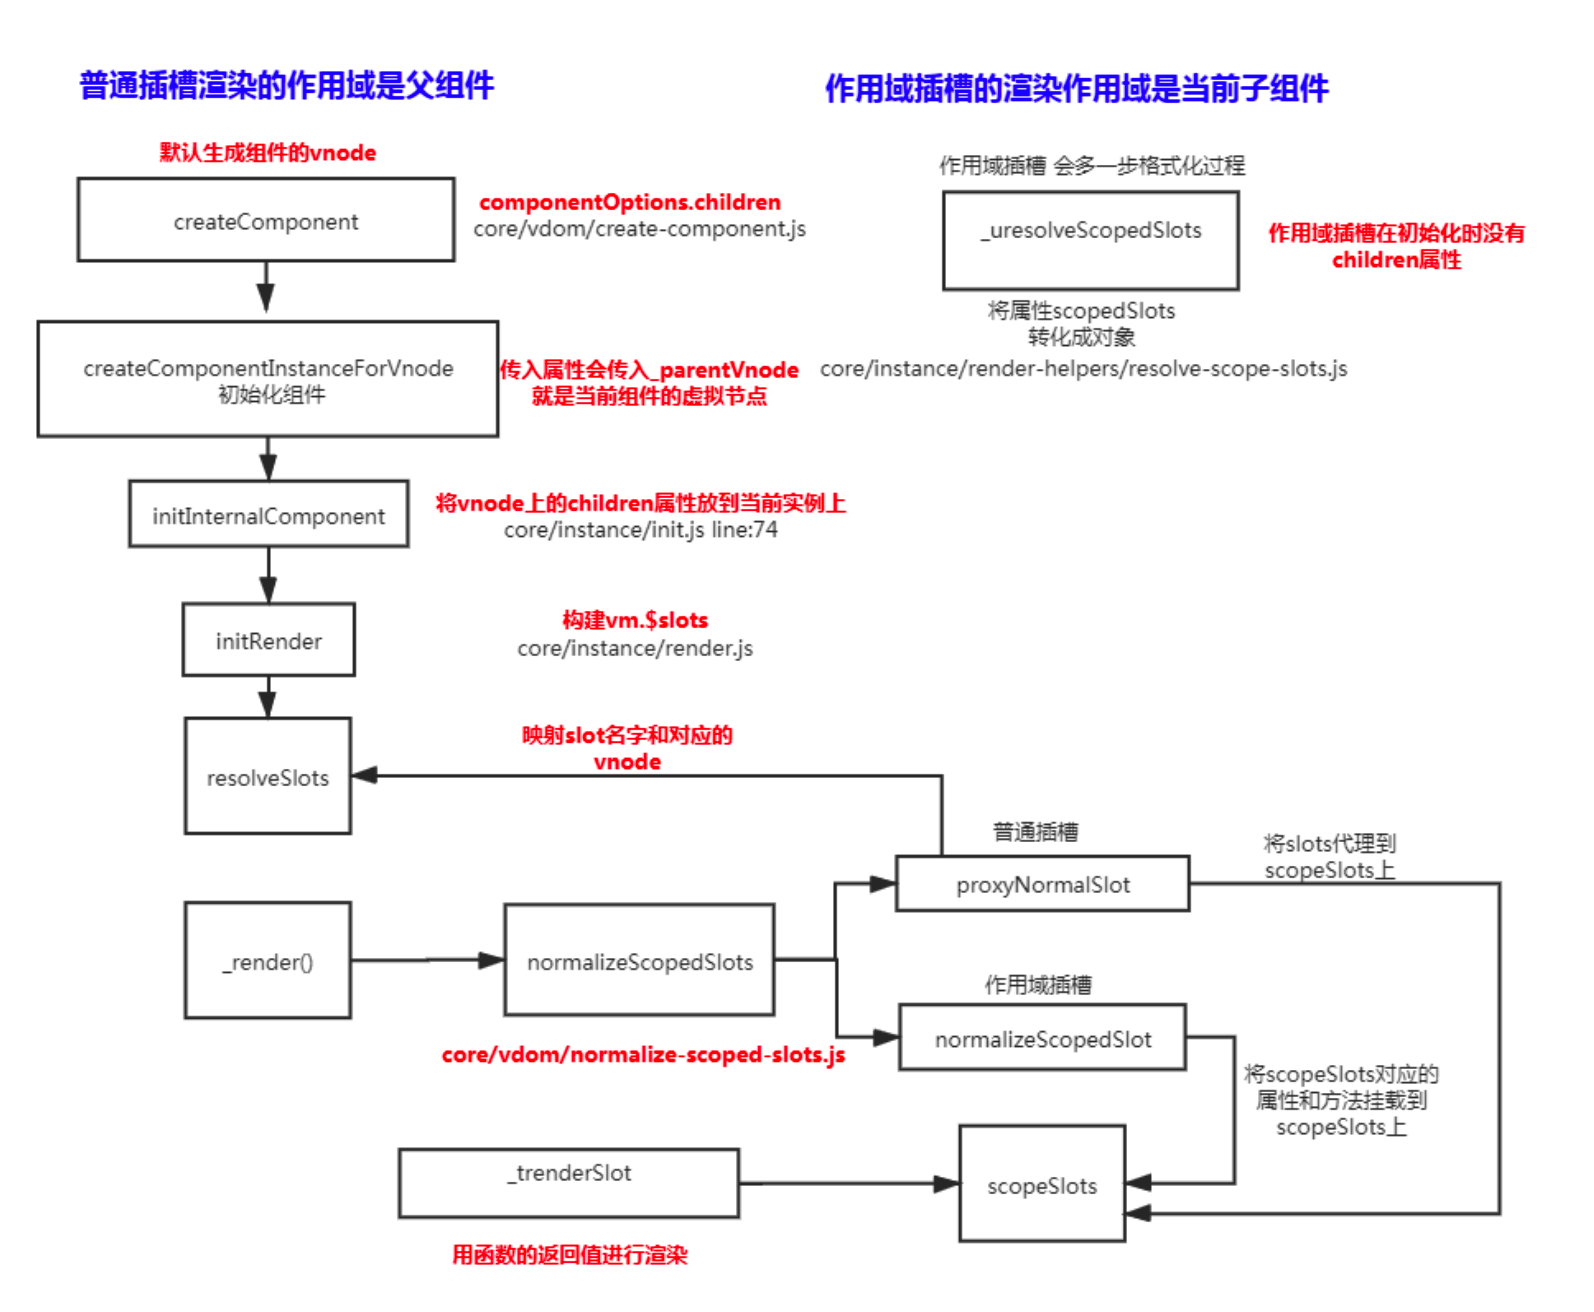 普通插槽渲染的作用域是父组件
作用域插槽的渲染作用域是当前子组件
默认生成组件的vnode
createComponent
componentOptions.children
core/vdom/create-component.js
作用域插槽 会多一步格式化过程
_uresolveScopedSlots
作用域插槽在初始化时没有
children属性
将属性scopedSlots
转化成对象
core/instance/render-helpers/resolve-scope-slots.js
createComponentInstanceForVnode
初始化组件
传入属性会传入_parentVnode
就是当前组件的虚拟节点
initInternalComponent
将vnode上的children属性放到当前实例上
core/instance/init.js line:74
initRender
构建vm.$slots
core/instance/render.js
resolveSlots
映射slot名字和对应的
vnode
普通插槽
proxyNormalSlot
将slots代理到
scopeSlots上
_render()
normalizeScopedSlots
core/vdom/normalize-scoped-slots.js
作用域插槽
normalizeScopedSlot
将scopeSlots对应的
属性和方法挂载到
scopeSlots上
_trenderSlot
scopeSlots
用函数的返回值进行渲染